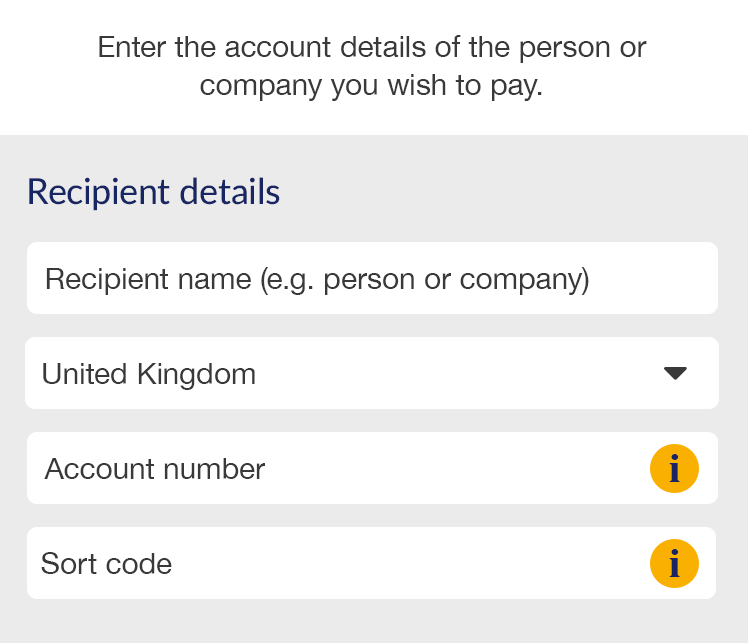 Enter the account details of the person or
company you wish to pay.
Recipient details
Recipient name (e.g. person or company)
United Kingdom
Account number i
Sort code i